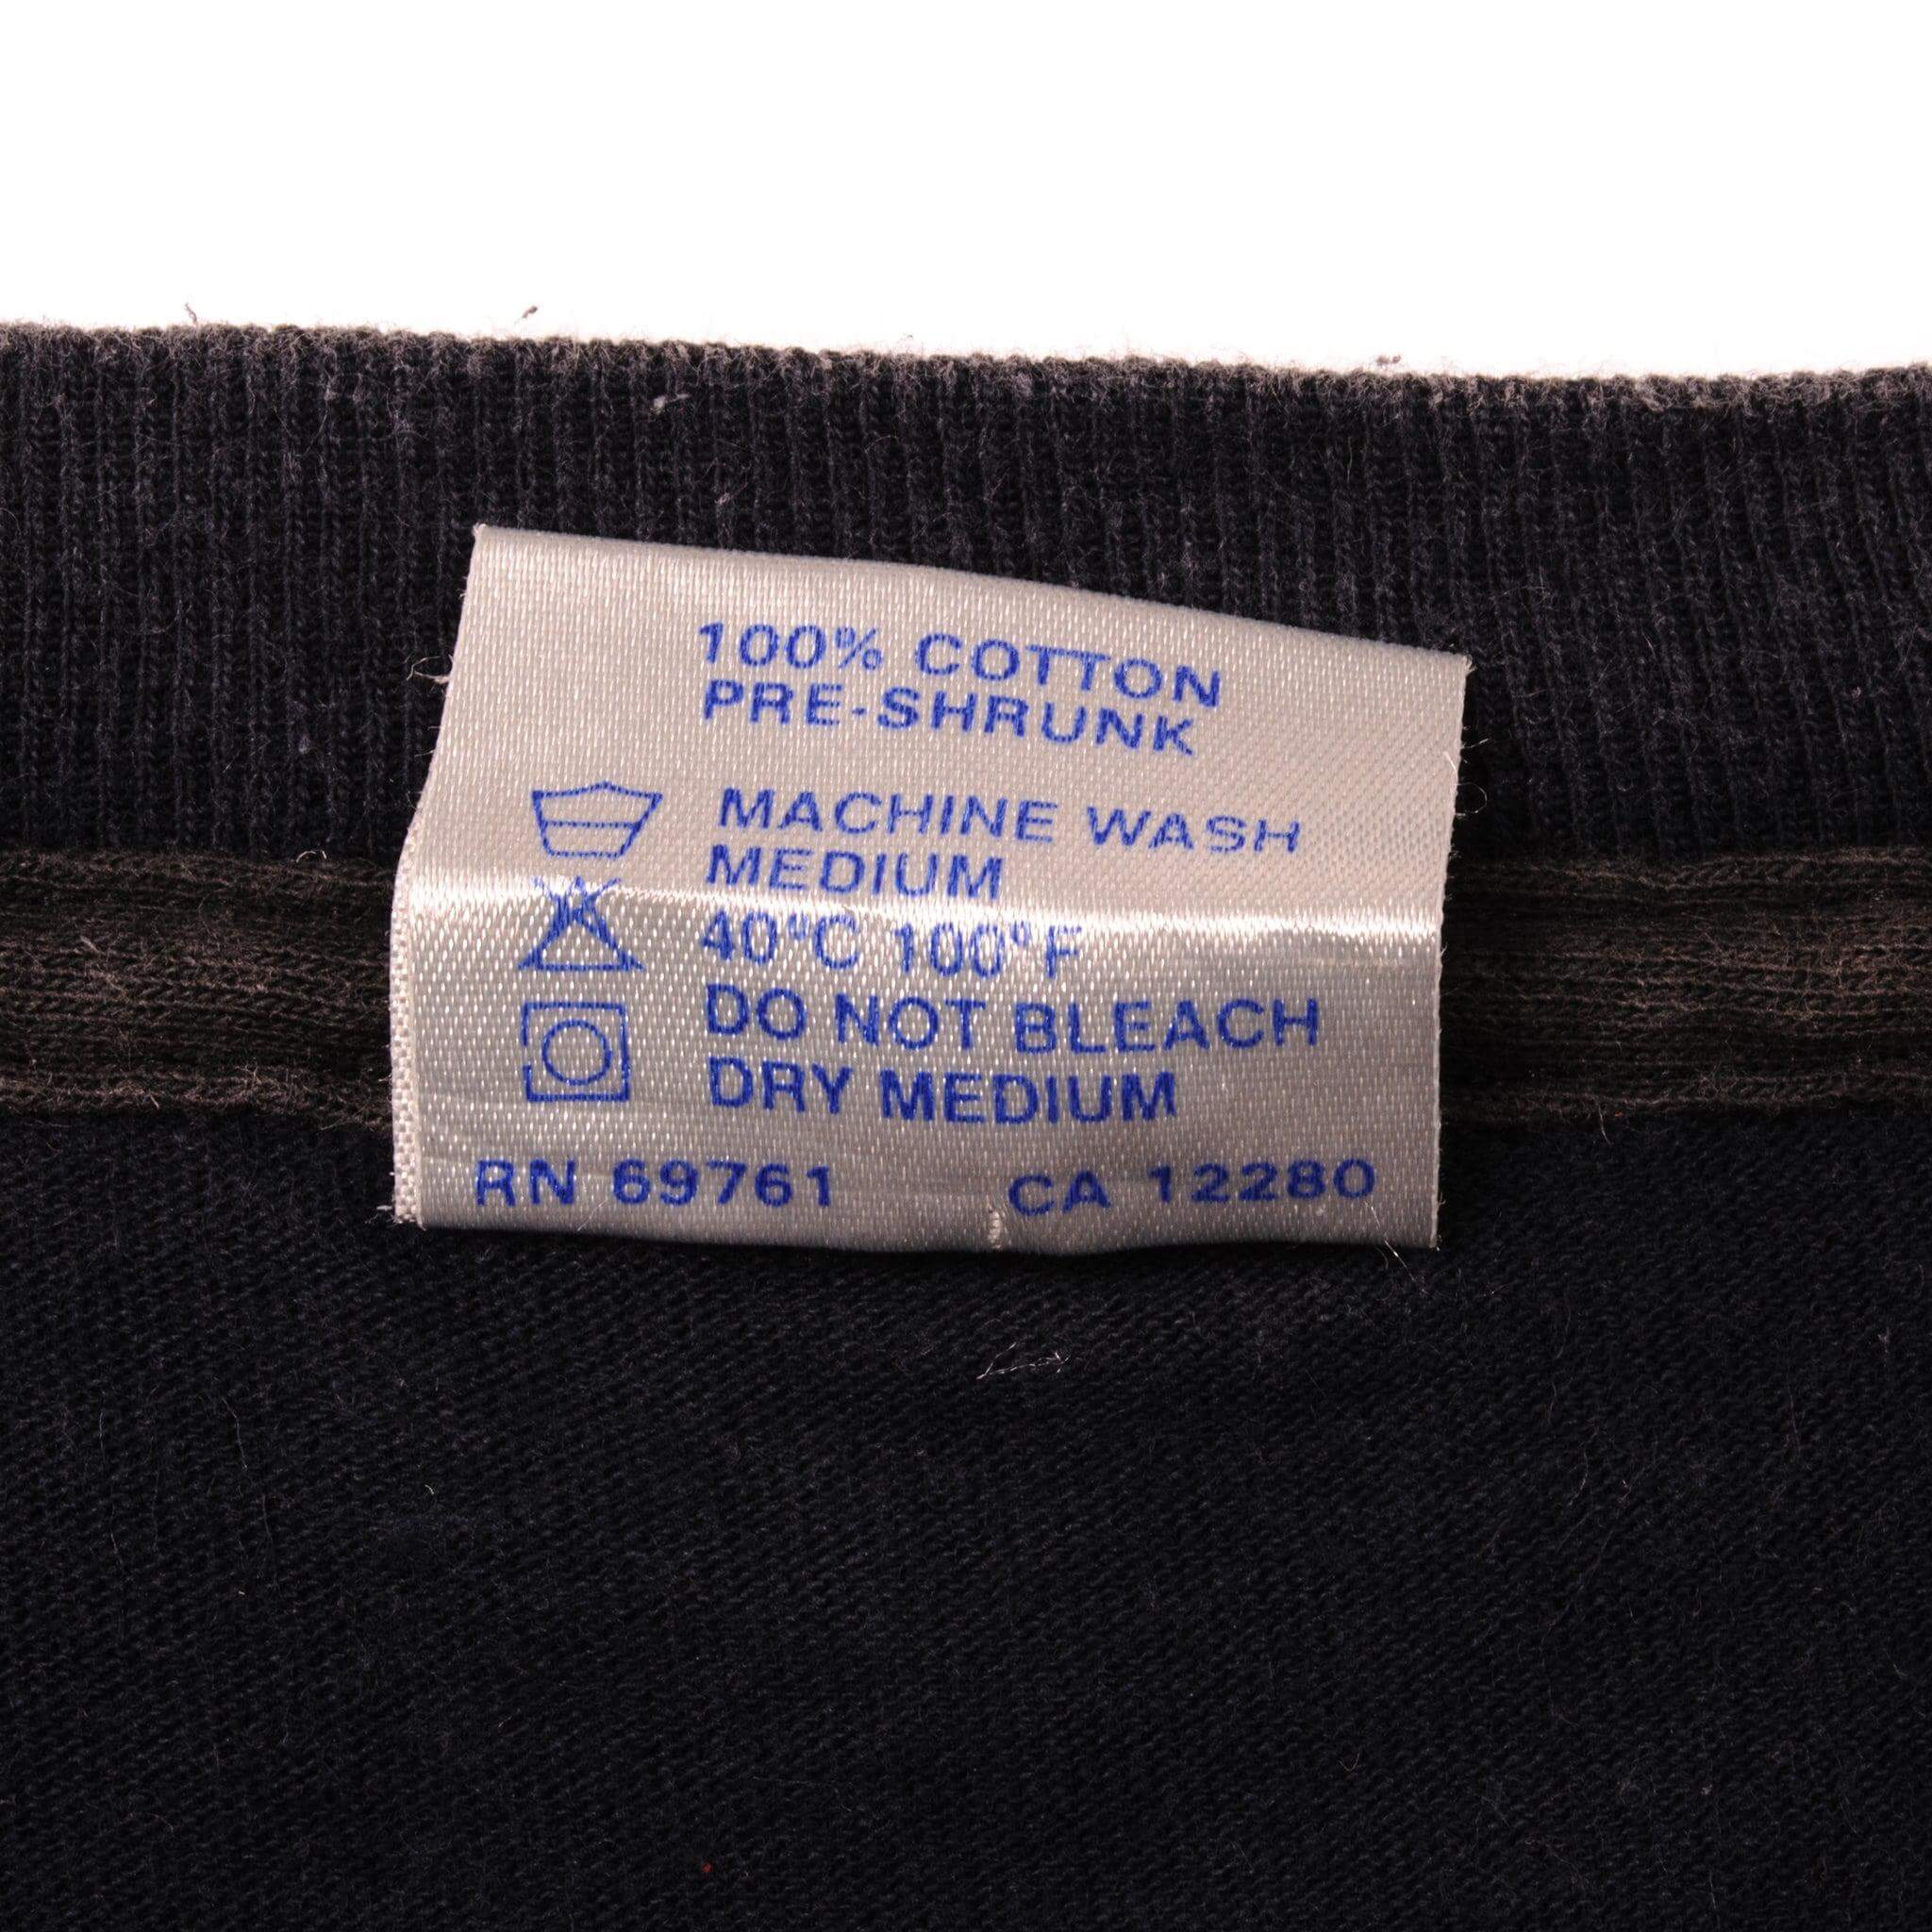 100% COTTON
PRE-SHRUNK
MACHINE WASH
MEDIUM
40°C 100°F
DO NOT BLEACH
DRY MEDIUM
RN 69761 CA 12280